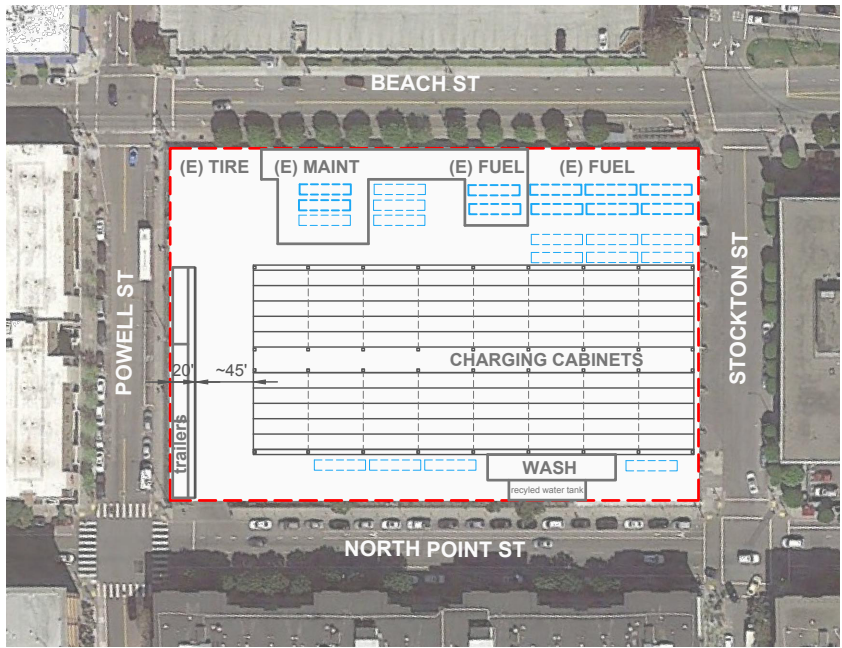 BEACH ST
(E) TIRE
(E) MAINT
(E) FUEL
(E) FUEL
POWELL ST
STOCKTON ST
CHARGING CABINETS
20'
~45'
trailers
WASH
recyled water tank
NORTH POINT ST